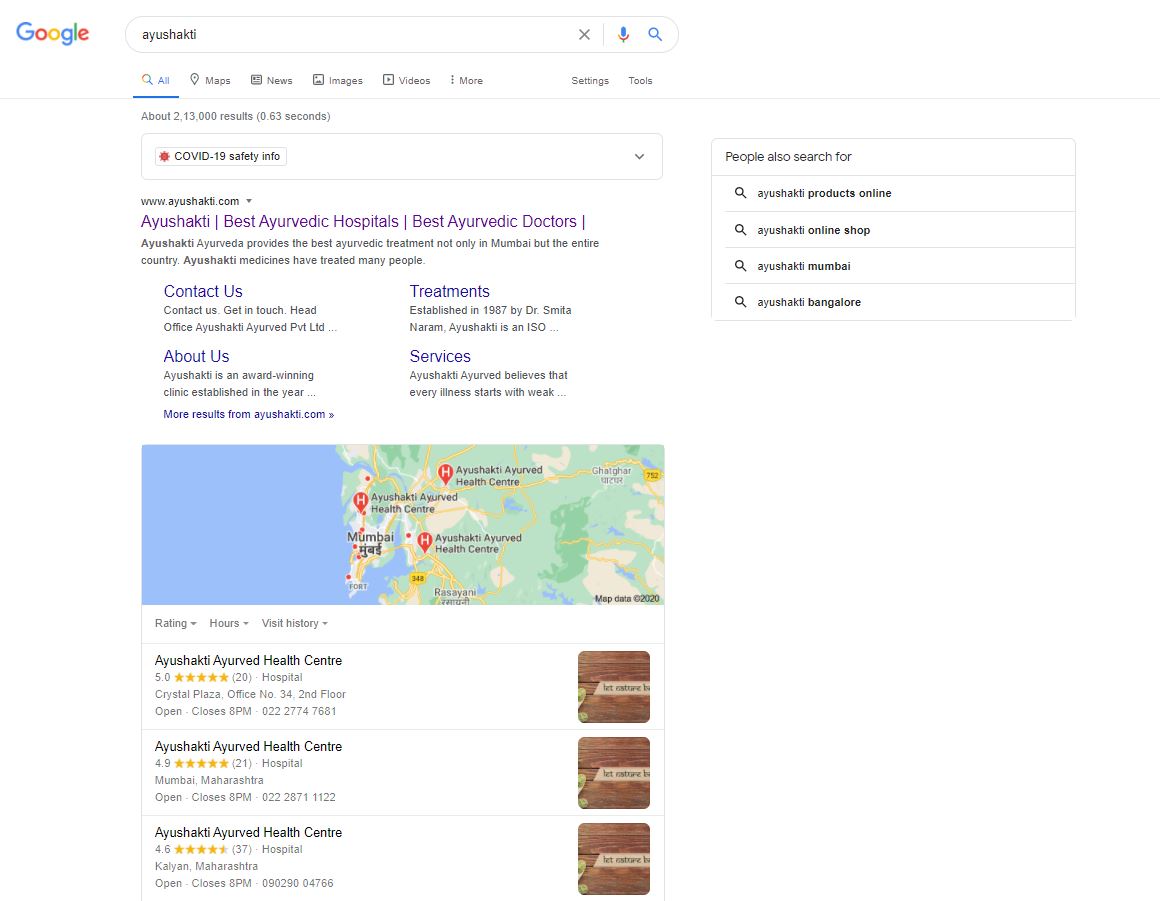 Google
ayushakti
All Maps News Images Videos More Settings Tools
About 2,13,000 results (0.63 seconds)
COVID-19 safety info
www.ayushakti.com
Ayushakti | Best Ayurvedic Hospitals | Best Ayurvedic Doctors |
Ayushakti Ayurveda provides the best ayurvedic treatment not only in Mumbai but the entire
country. Ayushakti medicines have treated many people.
Contact Us
Contact us. Get in touch. Head
Office Ayushakti Ayurved Pvt Ltd ...
Treatments
Established in 1987 by Dr. Smita
Naram, Ayushakti is an ISO ...
About Us
Ayushakti is an award-winning
clinic established in the year ...
Services
Ayushakti Ayurved believes that
every illness starts with weak ...
More results from ayushakti.com »
H Ayushakti Ayurved
Health Centre
Ghatghar
घाटघर
752
H Ayushakti Ayurved
Health Centre
Mumbai
मुंबई
H Ayushakti Ayurved
Health Centre
348
FORT
Rasayani
रसायनी
Map data ©2020
Rating Hours Visit history
Ayushakti Ayurved Health Centre
5.0 (20) · Hospital
Crystal Plaza, Office No. 34, 2nd Floor
Open · Closes 8PM · 022 2774 7681
let nature
Ayushakti Ayurved Health Centre
4.9 (21) · Hospital
Mumbai, Maharashtra
Open · Closes 8PM · 022 2871 1122
let nature
Ayushakti Ayurved Health Centre
4.6 (37) · Hospital
Kalyan, Maharashtra
Open · Closes 8PM · 090290 04766
let nature
People also search for
ayushakti products online
ayushakti online shop
ayushakti mumbai
ayushakti bangalore